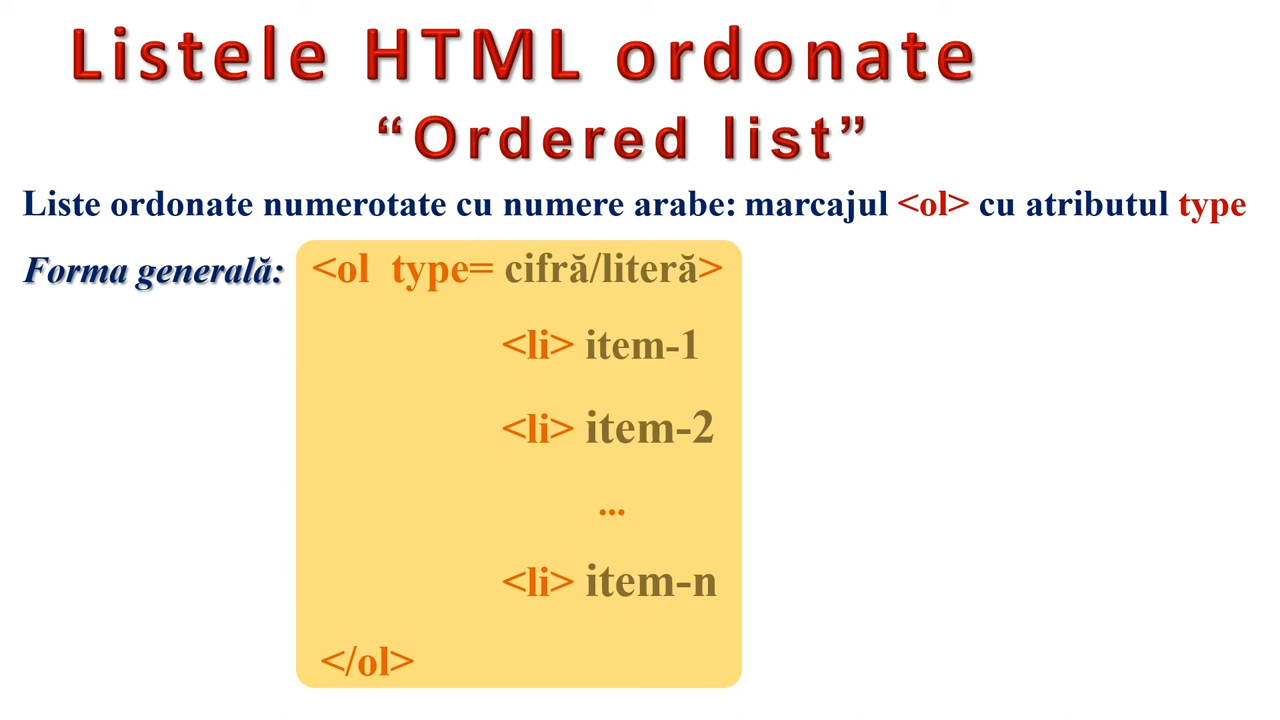 Listele HTML ordonate
“Ordered list”
Liste ordonate numerotate cu numere arabe: marcajul <ol> cu atributul type
Forma generală: <ol type= cifră/literă>
<li> item-1
<li> item-2
...
<li> item-n
</ol>